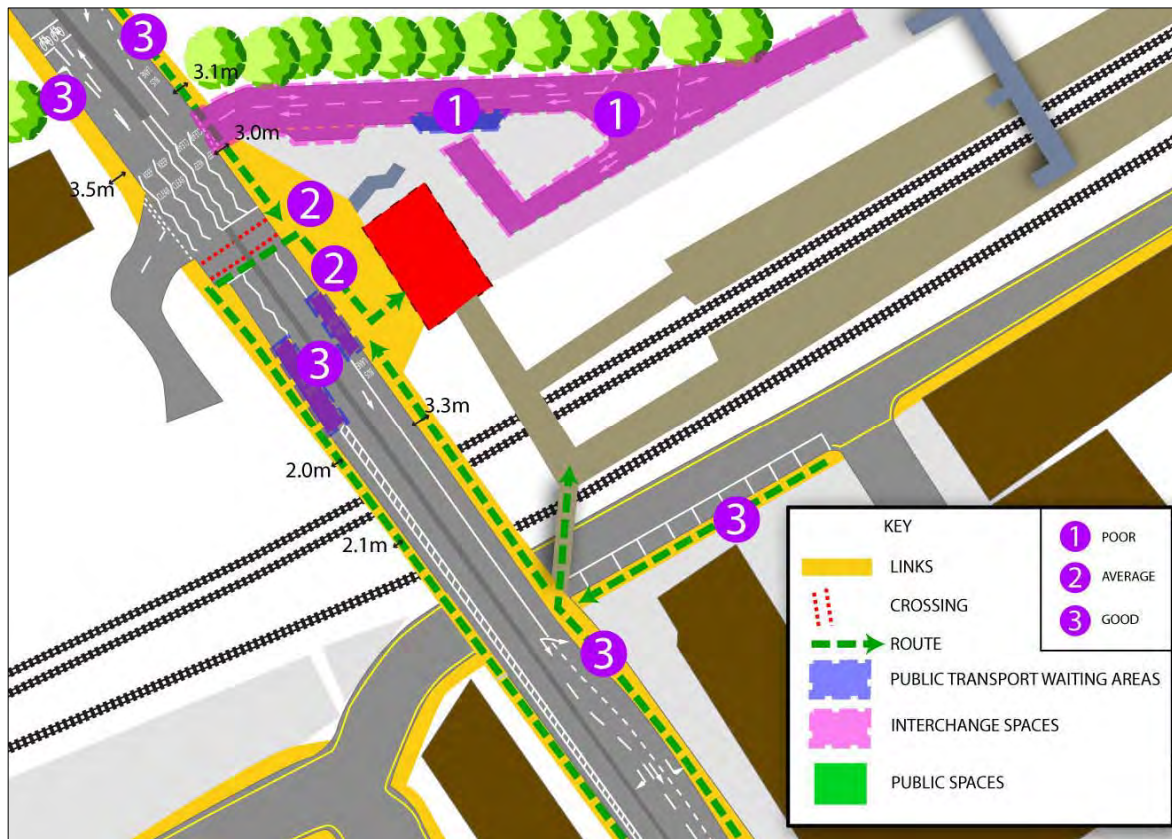 3
3.1m
3
1
1
3.0m
3.5m
2
2
3
3.3m
2.0m
2.1m
3
3
KEY
LINKS
CROSSING
ROUTE
PUBLIC TRANSPORT WAITING AREAS
INTERCHANGE SPACES
PUBLIC SPACES
1 POOR
2 AVERAGE
3 GOOD